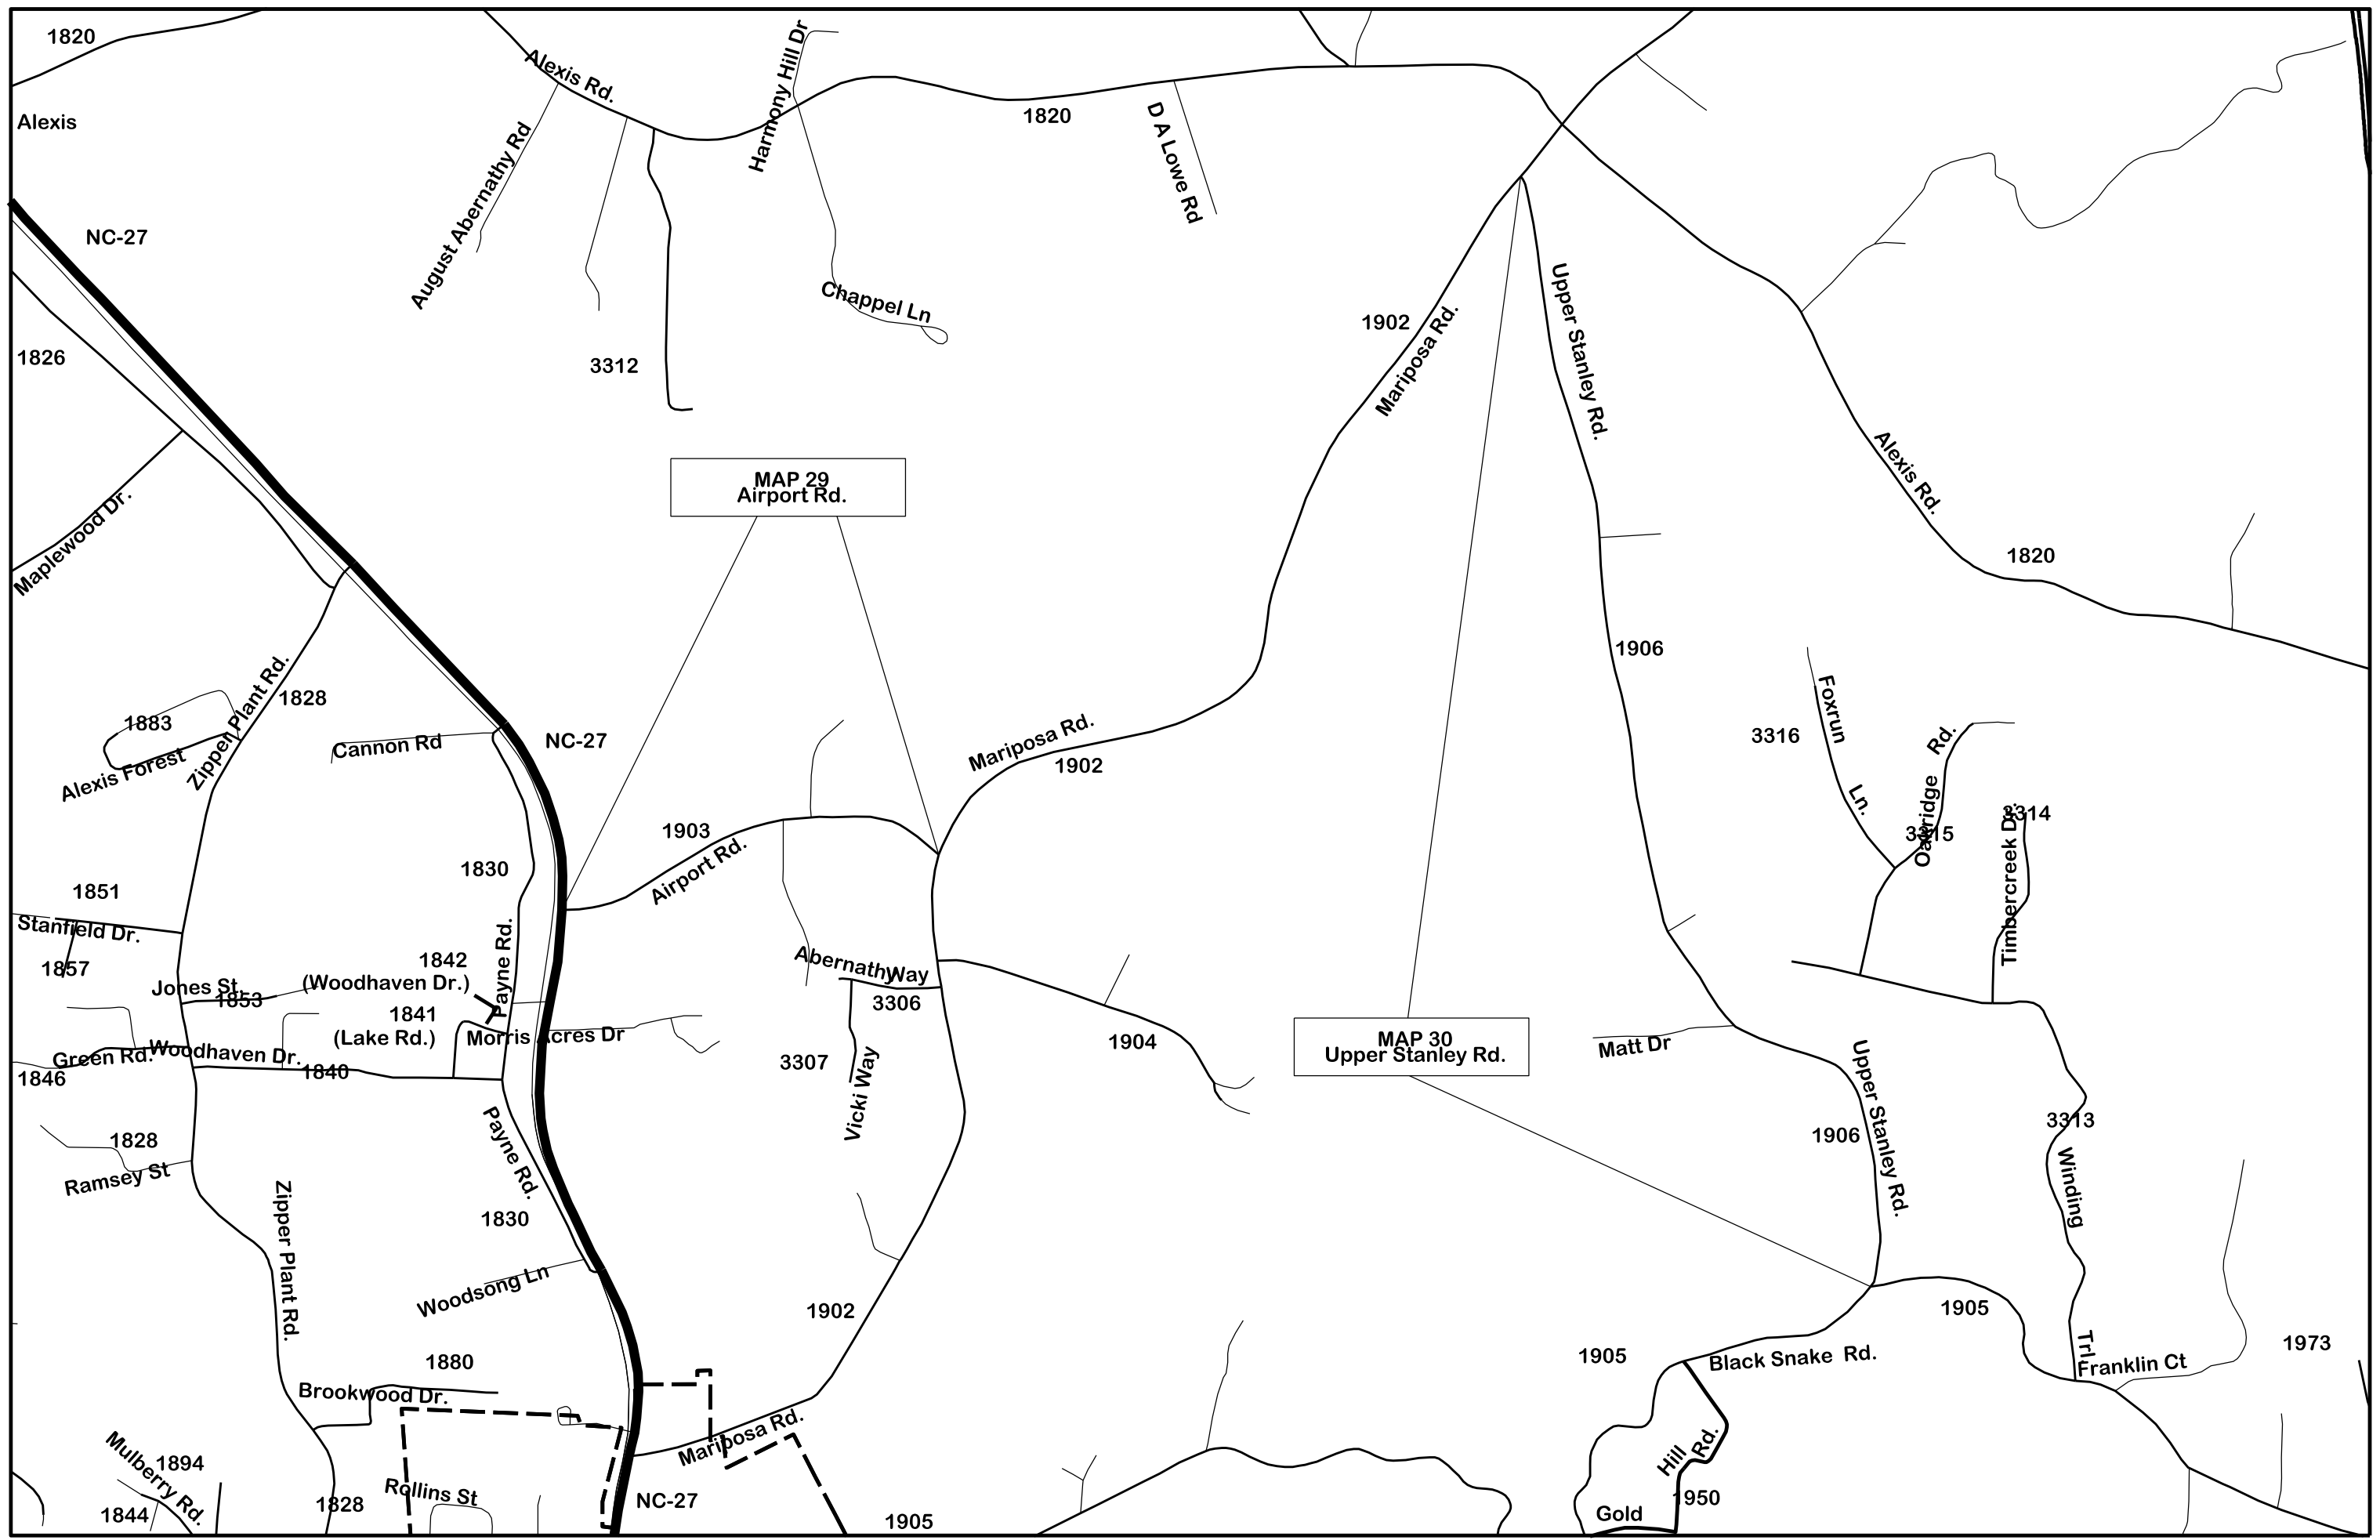 1820
Alexis Rd.
Harmony Hill Dr
Alexis
1820
D A Lowe Rd
August Abernathy Rd
NC-27
Chappel Ln
1826
3312
1902
Mariposa Rd.
Upper Stanley Rd.
Maplewood Dr.
MAP 29
Airport Rd.
Alexis Rd.
1820
1906
Zipper Plant Rd.
1828
1883
Alexis Forest
Cannon Rd
NC-27
Mariposa Rd.
1902
3316
Foxrun
Ln.
Oakridge
Rd.
3315
3314
Timbercreek Dr.
1903
Airport Rd.
1830
1851
Stanfield Dr.
1857
Payne Rd.
1842
(Woodhaven Dr.)
Jones St.
1853
1841
(Lake Rd.)
Morris Acres Dr
Abernathy
Way
3306
3307
Vicki Way
1904
MAP 30
Upper Stanley Rd.
Matt Dr
Green Rd.
Woodhaven Dr.
1846
1840
Payne Rd.
1828
Ramsey St
Upper Stanley Rd.
1906
3313
Winding
Trl.
Zipper Plant Rd.
1830
Woodsong Ln
1902
1905
1905
Black Snake Rd.
Franklin Ct
1973
1880
Brookwood Dr.
Mariposa Rd.
Mulberry Rd.
1894
1844
1828
Rollins St
NC-27
1905
Hill
Rd.
Gold
1950